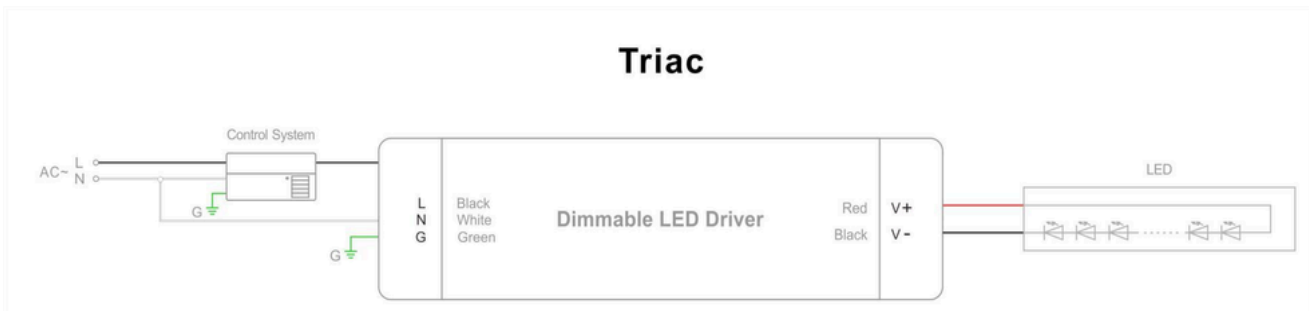 Triac
Control System
AC~ L
N
G
G
L Black
N White
G Green
Dimmable LED Driver
Red V+
Black V-
LED